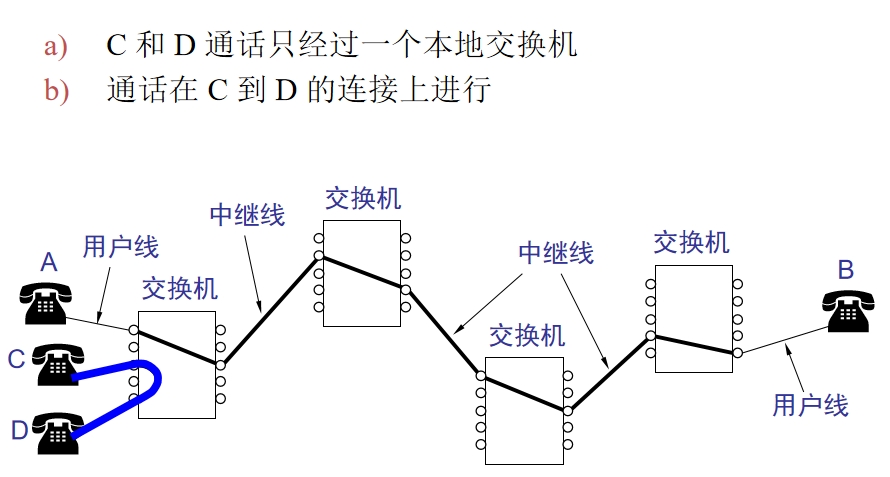 a) C 和 D 通话只经过一个本地交换机
b) 通话在 C 到 D 的连接上进行
交换机
中继线
用户线
A
交换机
中继线
交换机
B
交换机
C
用户线
D